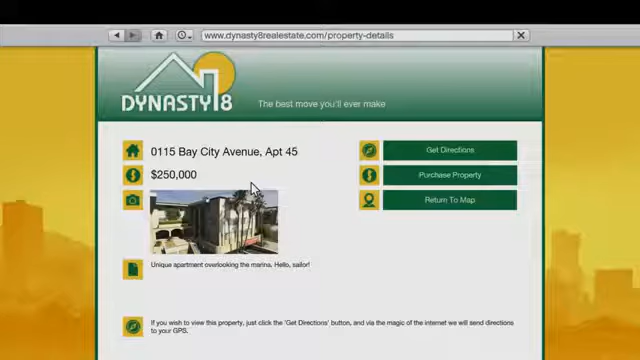 www.dynasty8realestate.com/property-details
DYNASTY 8
The best move you'll ever make
0115 Bay City Avenue, Apt 45
$250,000
Get Directions
Purchase Property
Return To Map
Unique apartment overlooking the marina. Hello, sailor!
If you wish to view this property, just click the 'Get Directions' button, and via the magic of the internet we will send directions
to your GPS.